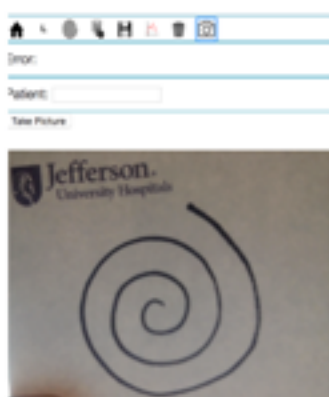 Error:
Patient:
Take Picture
Jefferson.
University Hospitals